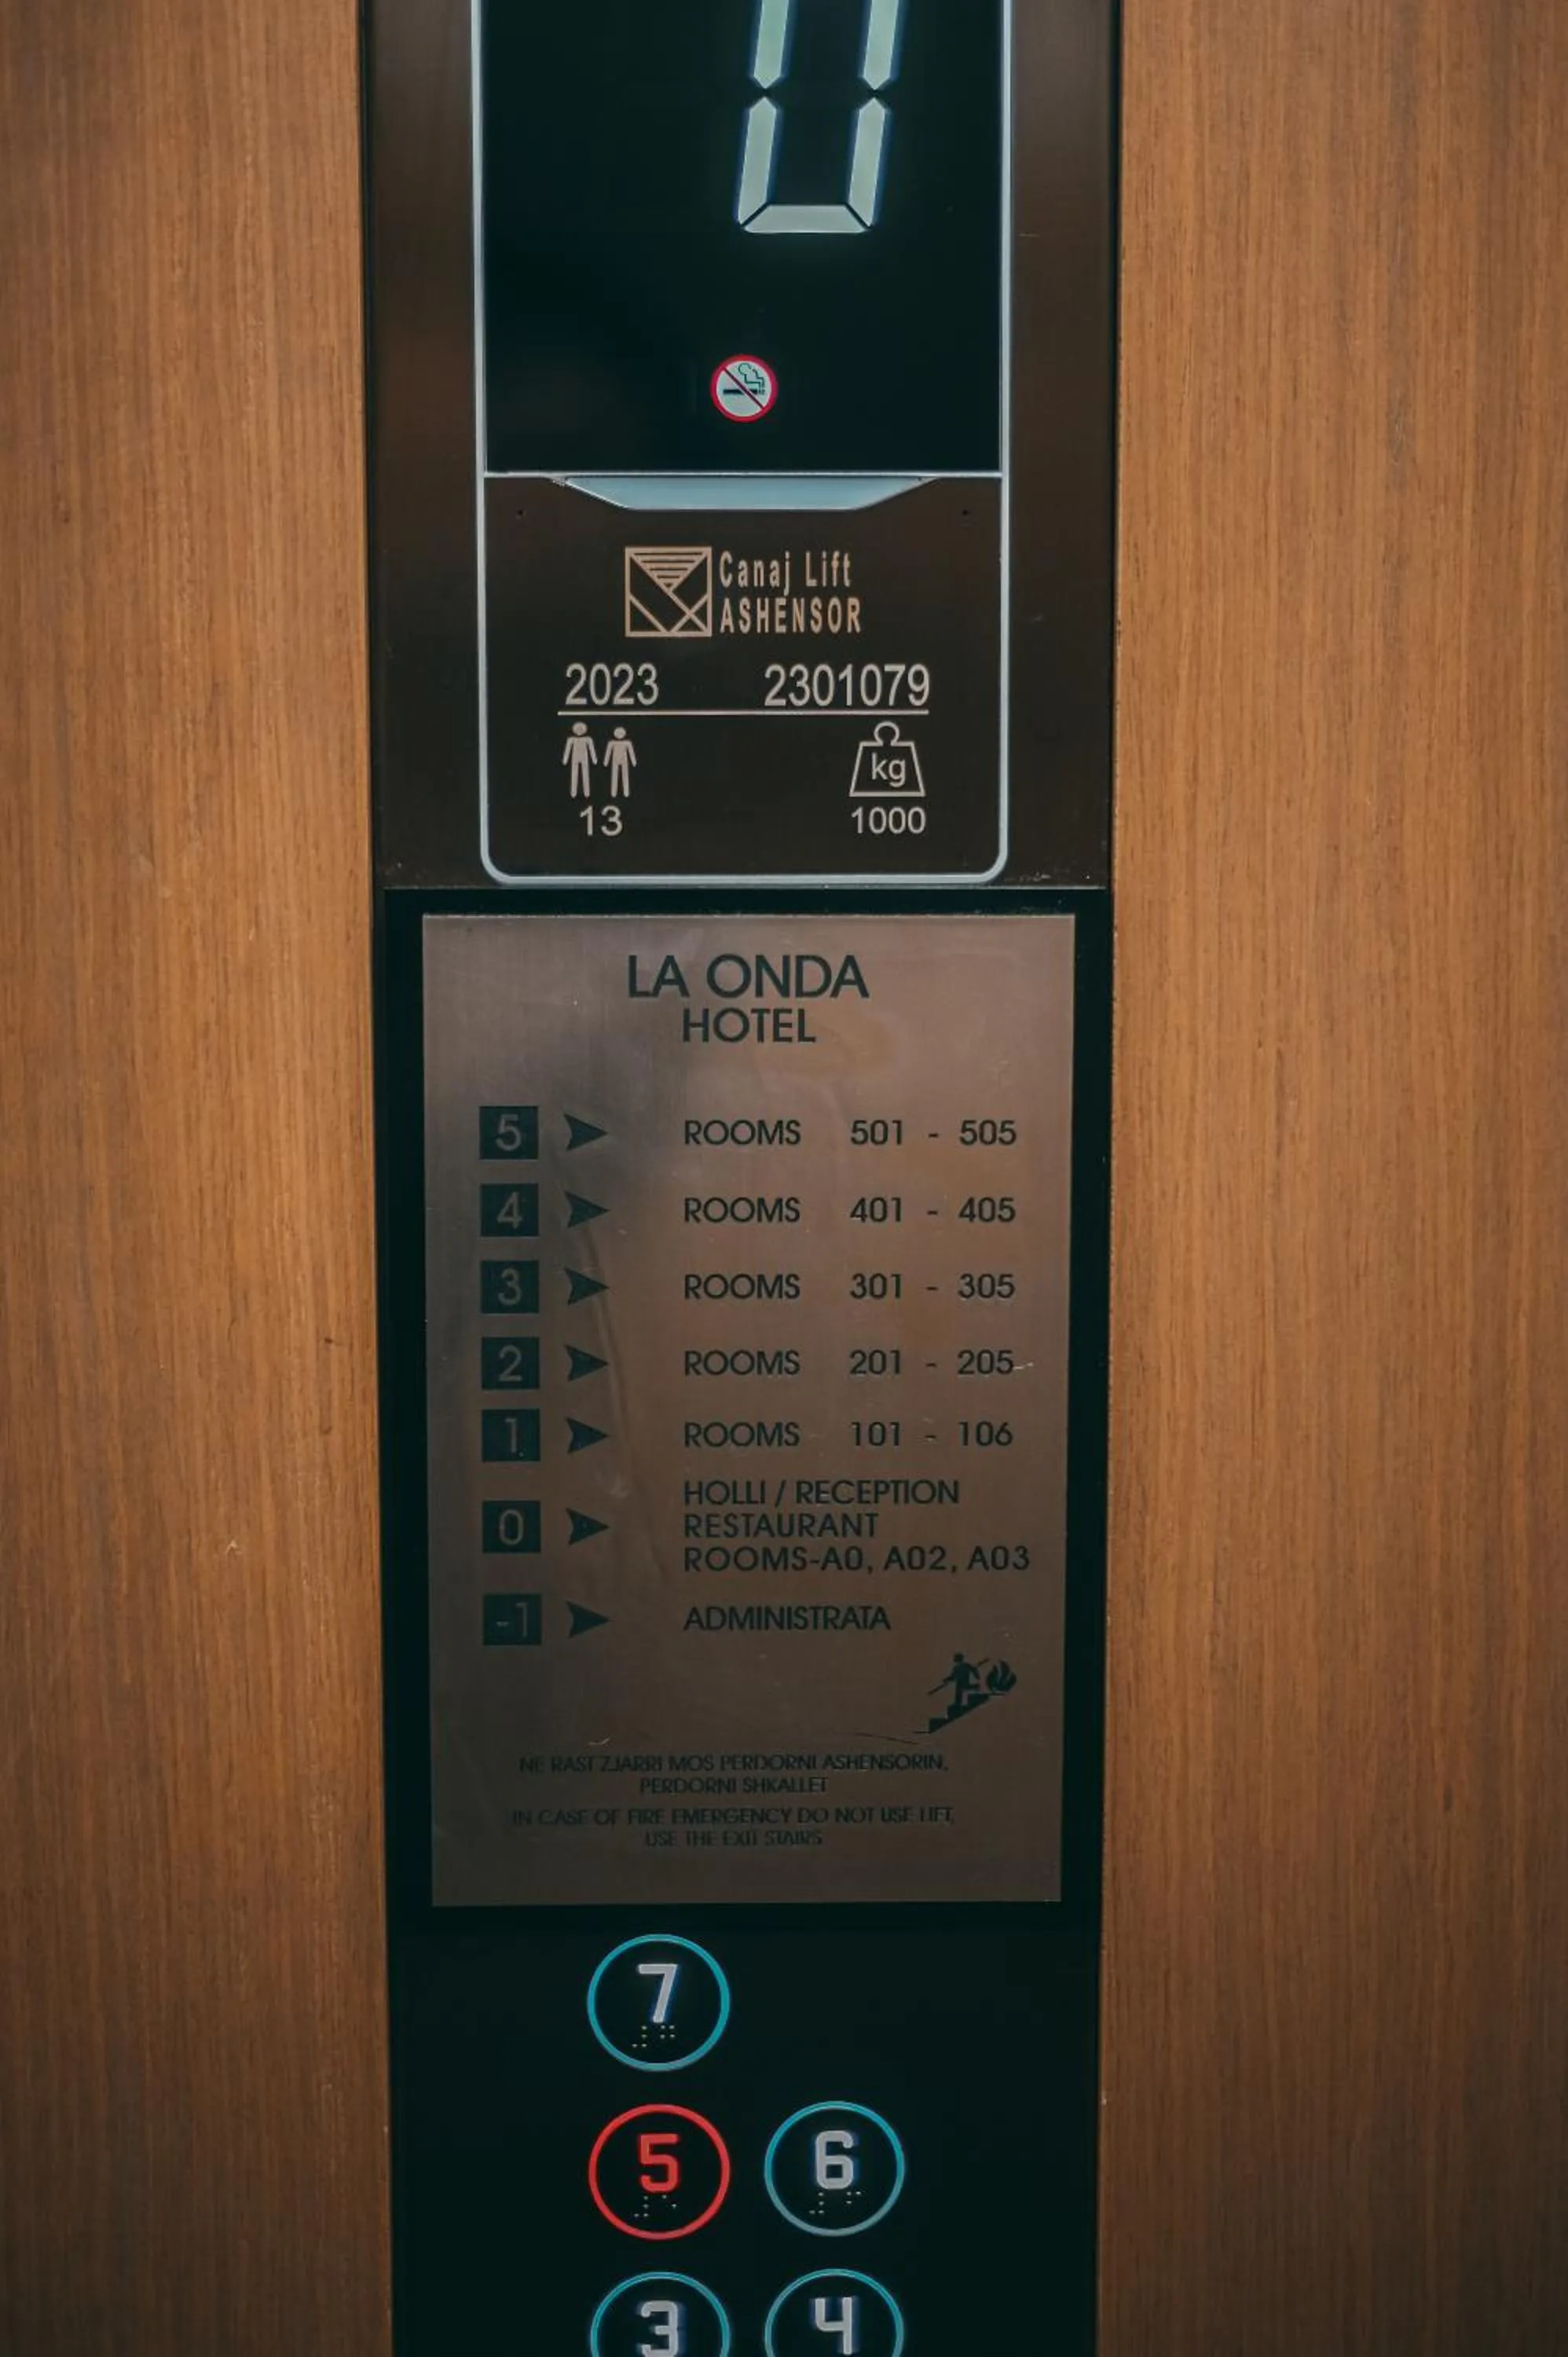 0
Canaj Lift
ASHENSOR
2023 2301079
kg
13 1000
LA ONDA
HOTEL
5 ROOMS 501 - 505
4 ROOMS 401 - 405
3 ROOMS 301 - 305
2 ROOMS 201 - 205
1 ROOMS 101 - 106
HOLLI / RECEPTION
0 RESTAURANT
ROOMS-A0, A02, A03
-1 ADMINISTRATA
NE RAST ZJARRI MOS PERDORNI ASHENSORIN,
PERDORNI SHKALLET
IN CASE OF FIRE EMERGENCY DO NOT USE LIFT,
USE THE EXIT STAIRS
7
5 6
3 4